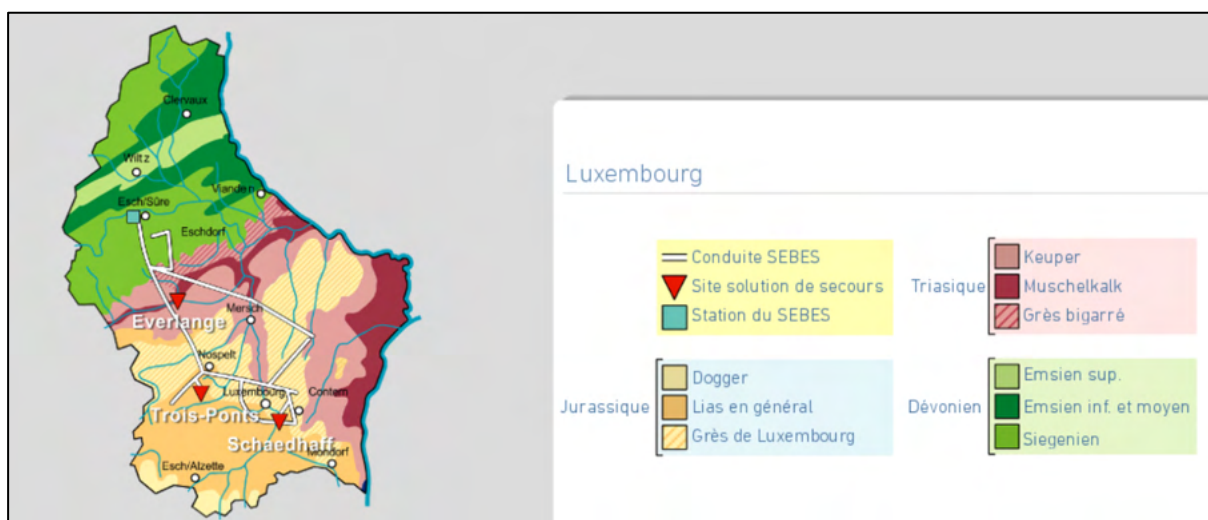 Clervaux
Wiltz
Vianden
Esch/Sûre
Eschdorf
Everlange
Mersch
Nospelt
Luxembourg
Contern
Trois-Ponts
Schaedhaff
Mondorf
Esch/Alzette
Luxembourg
Conduite SEBES
Site solution de secours
Station du SEBES
Triasique
Keuper
Muschelkalk
Grès bigarré
Jurassique
Dogger
Lias en général
Grès de Luxembourg
Dévonien
Emsien sup.
Emsien inf. et moyen
Siegenien